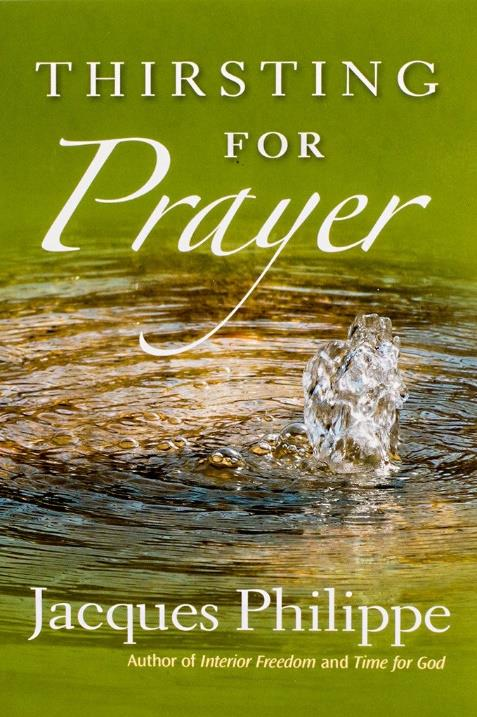 THIRSTING
FOR
Prayer
Jacques Philippe
Author of Interior Freedom and Time for God